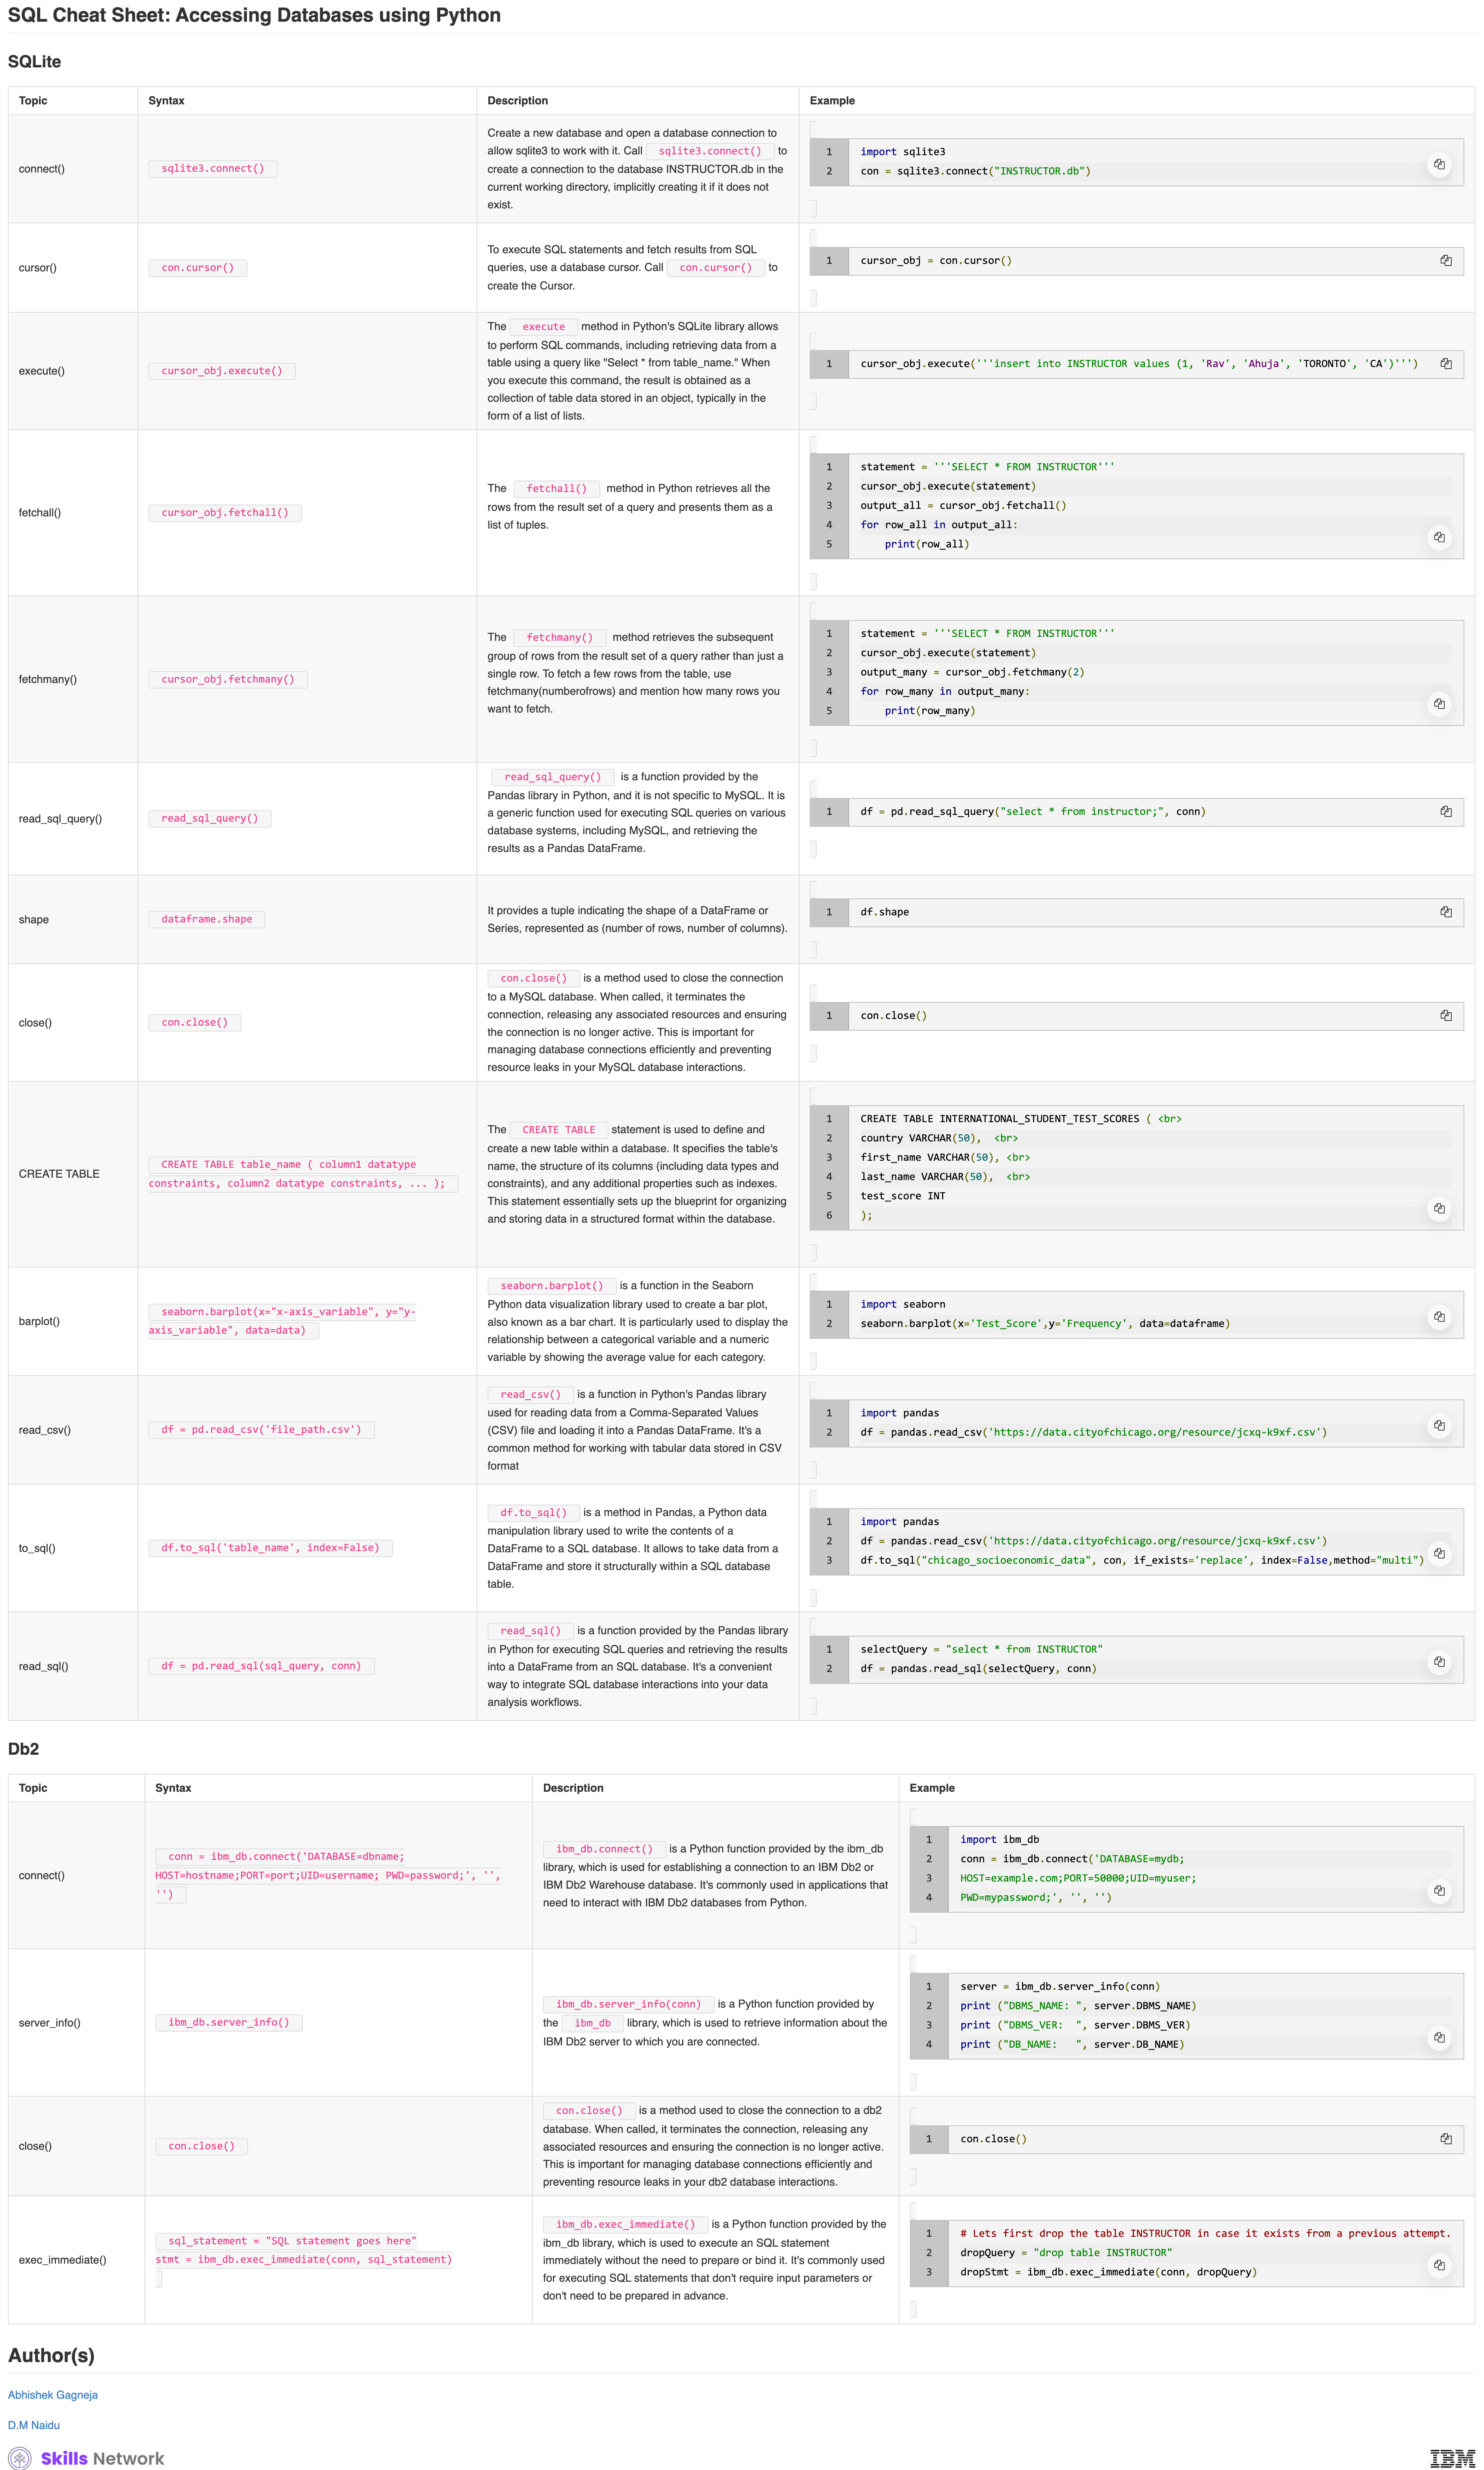 SQL Cheat Sheet: Accessing Databases using Python
SQLite
Topic Syntax Description Example
connect()
sqlite3.connect()
Create a new database and open a database connection to
allow sqlite3 to work with it. Call sqlite3.connect() to
create a connection to the database INSTRUCTOR.db in the
current working directory, implicitly creating it if it does not
exist.
1 import sqlite3
2 con = sqlite3.connect("INSTRUCTOR.db")
cursor()
con.cursor()
To execute SQL statements and fetch results from SQL
queries, use a database cursor. Call con.cursor() to
create the Cursor.
1 cursor_obj = con.cursor()
execute()
cursor_obj.execute()
The execute method in Python's SQLite library allows
to perform SQL commands, including retrieving data from a
table using a query like "Select * from table_name." When
you execute this command, the result is obtained as a
collection of table data stored in an object, typically in the
form of a list of lists.
1 cursor_obj.execute('''insert into INSTRUCTOR values (1, 'Rav', 'Ahuja', 'TORONTO', 'CA')''')
fetchall()
cursor_obj.fetchall()
The fetchall() method in Python retrieves all the
rows from the result set of a query and presents them as a
list of tuples.
1 statement = '''SELECT * FROM INSTRUCTOR'''
2 cursor_obj.execute(statement)
3 output_all = cursor_obj.fetchall()
4 for row_all in output_all:
5     print(row_all)
fetchmany()
cursor_obj.fetchmany()
The fetchmany() method retrieves the subsequent
group of rows from the result set of a query rather than just a
single row. To fetch a few rows from the table, use
fetchmany(numberofrows) and mention how many rows you
want to fetch.
1 statement = '''SELECT * FROM INSTRUCTOR'''
2 cursor_obj.execute(statement)
3 output_many = cursor_obj.fetchmany(2)
4 for row_many in output_many:
5     print(row_many)
read_sql_query()
read_sql_query()
read_sql_query() is a function provided by the
Pandas library in Python, and it is not specific to MySQL. It is
a generic function used for executing SQL queries on various
database systems, including MySQL, and retrieving the
results as a Pandas DataFrame.
1 df = pd.read_sql_query("select * from instructor;", conn)
shape
dataframe.shape
It provides a tuple indicating the shape of a DataFrame or
Series, represented as (number of rows, number of columns).
1 df.shape
close()
con.close()
con.close() is a method used to close the connection
to a MySQL database. When called, it terminates the
connection, releasing any associated resources and ensuring
the connection is no longer active. This is important for
managing database connections efficiently and preventing
resource leaks in your MySQL database interactions.
1 con.close()
CREATE TABLE
CREATE TABLE table_name ( column1 datatype
constraints, column2 datatype constraints, ... );
The CREATE TABLE statement is used to define and
create a new table within a database. It specifies the table's
name, the structure of its columns (including data types and
constraints), and any additional properties such as indexes.
This statement essentially sets up the blueprint for organizing
and storing data in a structured format within the database.
1 CREATE TABLE INTERNATIONAL_STUDENT_TEST_SCORES ( <br>
2 country VARCHAR(50),  <br>
3 first_name VARCHAR(50), <br>
4 last_name VARCHAR(50),  <br>
5 test_score INT
6 );
barplot()
seaborn.barplot(x="x-axis_variable", y="y-
axis_variable", data=data)
seaborn.barplot() is a function in the Seaborn
Python data visualization library used to create a bar plot,
also known as a bar chart. It is particularly used to display the
relationship between a categorical variable and a numeric
variable by showing the average value for each category.
1 import seaborn
2 seaborn.barplot(x='Test_Score',y='Frequency', data=dataframe)
read_csv()
df = pd.read_csv('file_path.csv')
read_csv() is a function in Python's Pandas library
used for reading data from a Comma-Separated Values
(CSV) file and loading it into a Pandas DataFrame. It's a
common method for working with tabular data stored in CSV
format
1 import pandas
2 df = pandas.read_csv('https://data.cityofchicago.org/resource/jcxq-k9xf.csv')
to_sql()
df.to_sql('table_name', index=False)
df.to_sql() is a method in Pandas, a Python data
manipulation library used to write the contents of a
DataFrame to a SQL database. It allows to take data from a
DataFrame and store it structurally within a SQL database
table.
1 import pandas
2 df = pandas.read_csv('https://data.cityofchicago.org/resource/jcxq-k9xf.csv')
3 df.to_sql("chicago_socioeconomic_data", con, if_exists='replace', index=False,method="multi")
read_sql()
df = pd.read_sql(sql_query, conn)
read_sql() is a function provided by the Pandas library
in Python for executing SQL queries and retrieving the results
into a DataFrame from an SQL database. It's a convenient
way to integrate SQL database interactions into your data
analysis workflows.
1 selectQuery = "select * from INSTRUCTOR"
2 df = pandas.read_sql(selectQuery, conn)
Db2
Topic Syntax Description Example
connect()
conn = ibm_db.connect('DATABASE=dbname;
HOST=hostname;PORT=port;UID=username; PWD=password;', '',
'')
ibm_db.connect() is a Python function provided by the ibm_db
library, which is used for establishing a connection to an IBM Db2 or
IBM Db2 Warehouse database. It's commonly used in applications that
need to interact with IBM Db2 databases from Python.
1 import ibm_db
2 conn = ibm_db.connect('DATABASE=mydb;
3 HOST=example.com;PORT=50000;UID=myuser;
4 PWD=mypassword;', '', '')
server_info()
ibm_db.server_info()
ibm_db.server_info(conn) is a Python function provided by
the ibm_db library, which is used to retrieve information about the
IBM Db2 server to which you are connected.
1 server = ibm_db.server_info(conn)
2 print ("DBMS_NAME: ", server.DBMS_NAME)
3 print ("DBMS_VER:  ", server.DBMS_VER)
4 print ("DB_NAME:   ", server.DB_NAME)
close()
con.close()
con.close() is a method used to close the connection to a db2
database. When called, it terminates the connection, releasing any
associated resources and ensuring the connection is no longer active.
This is important for managing database connections efficiently and
preventing resource leaks in your db2 database interactions.
1 con.close()
exec_immediate()
sql_statement = "SQL statement goes here"
stmt = ibm_db.exec_immediate(conn, sql_statement)
ibm_db.exec_immediate() is a Python function provided by the
ibm_db library, which is used to execute an SQL statement
immediately without the need to prepare or bind it. It's commonly used
for executing SQL statements that don't require input parameters or
don't need to be prepared in advance.
1 # Lets first drop the table INSTRUCTOR in case it exists from a previous attempt.
2 dropQuery = "drop table INSTRUCTOR"
3 dropStmt = ibm_db.exec_immediate(conn, dropQuery)
Author(s)
Abhishek Gagneja
D.M Naidu
Skills Network
IBM